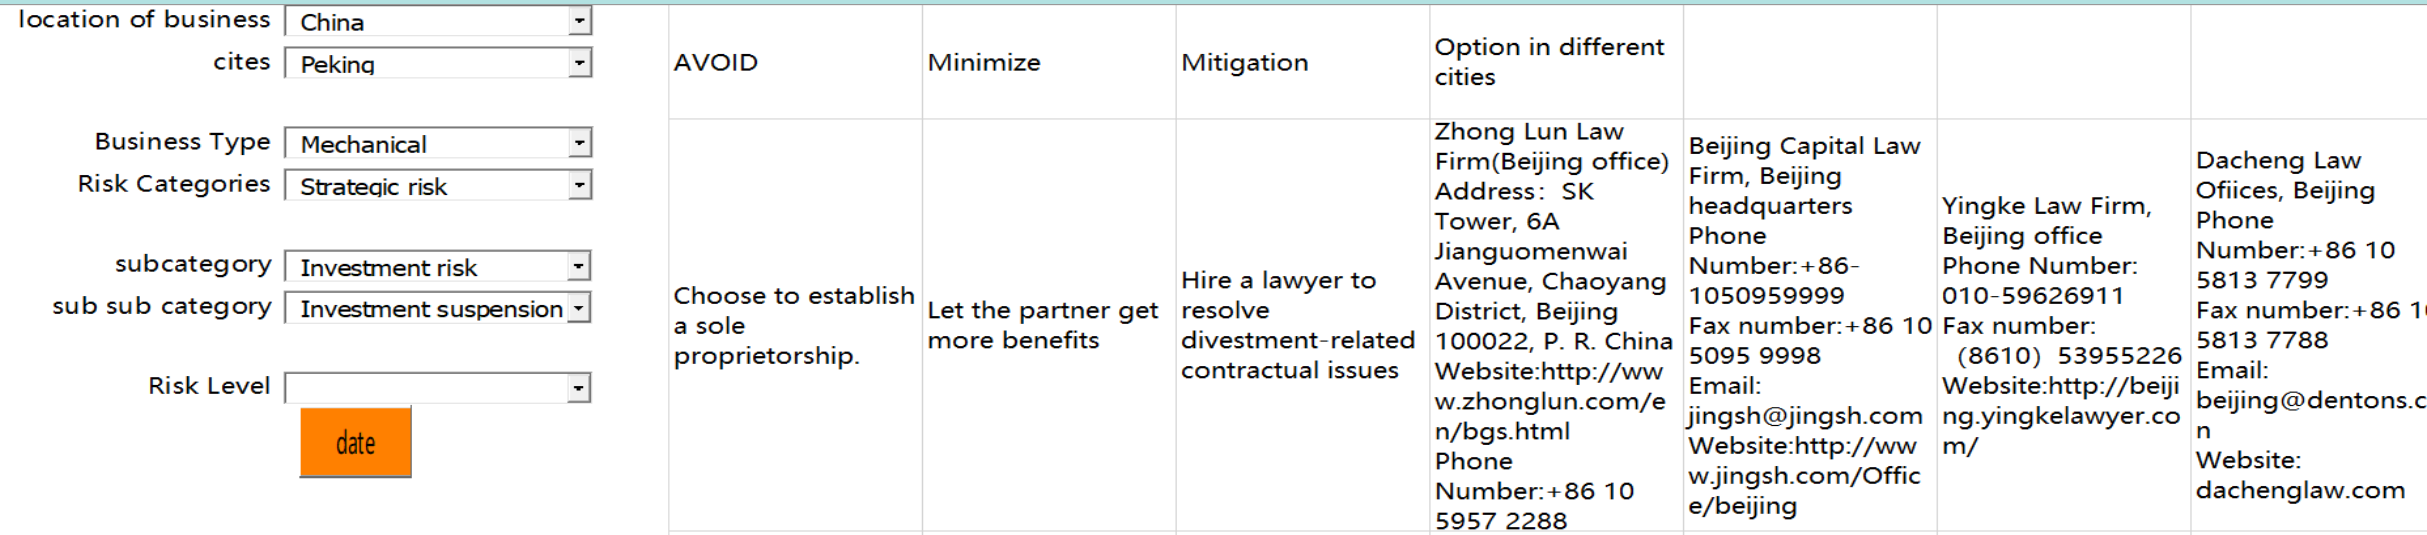 location of business China
cites Peking
Business Type Mechanical
Risk Categories Strategic risk
subcategory Investment risk
sub sub category Investment suspension
Risk Level
date
AVOID
Minimize
Mitigation
Option in different
cities
Choose to establish
a sole
proprietorship.
Let the partner get
more benefits
Hire a lawyer to
resolve
divestment-related
contractual issues
Zhong Lun Law
Firm(Beijing office)
Address： SK
Tower, 6A
Jianguomenwai
Avenue, Chaoyang
District, Beijing
100022, P. R. China
Website:http://ww
w.zhonglun.com/e
n/bgs.html
Phone
Number:+86 10
5957 2288
Beijing Capital Law
Firm, Beijing
headquarters
Phone
Number:+86-
1050959999
Fax number:+86 10
5095 9998
Email:
jingsh@jingsh.com
Website:http://ww
w.jingsh.com/Offic
e/beijing
Yingke Law Firm,
Beijing office
Phone Number:
010-59626911
Fax number:
（8610）53955226
Website:http://beiji
ng.yingkelawyer.co
m/
Dacheng Law
Ofiices, Beijing
Phone
Number:+86 10
5813 7799
Fax number:+86 10
5813 7788
Email:
beijing@dentons.c
n
Website:
dachenglaw.com